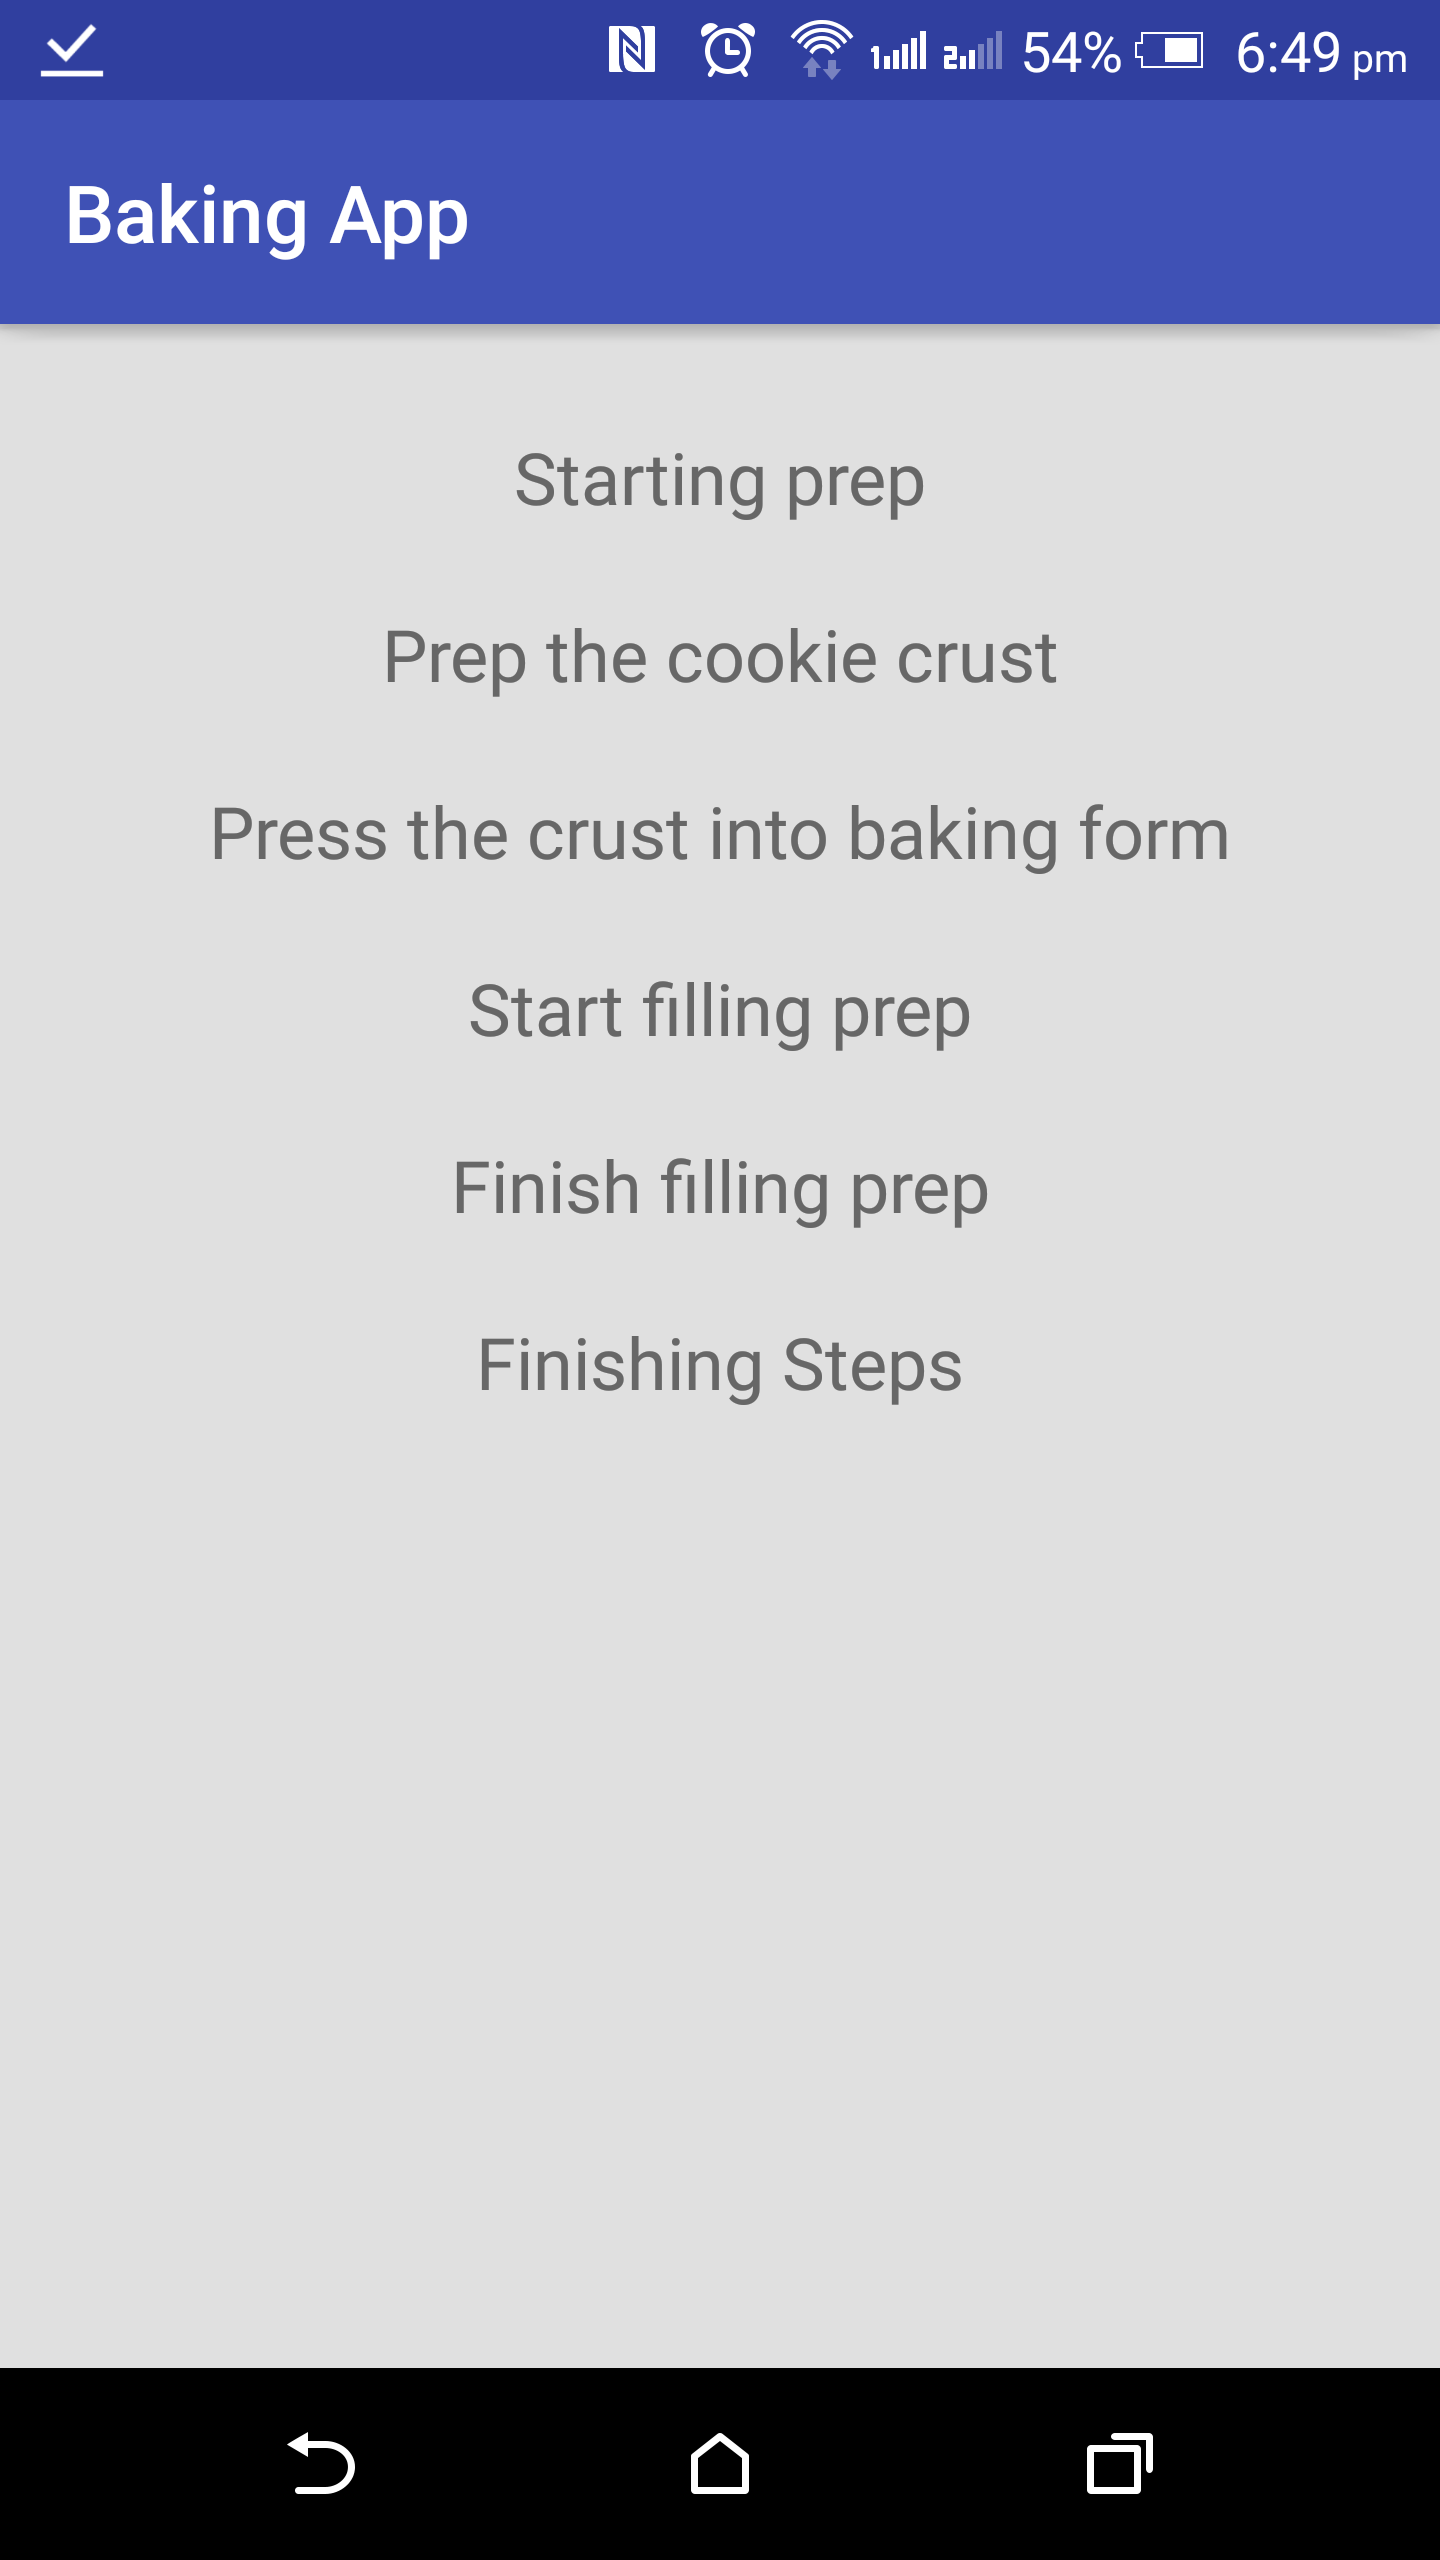 54% 6:49 pm
Baking App
Starting prep
Prep the cookie crust
Press the crust into baking form
Start filling prep
Finish filling prep
Finishing Steps